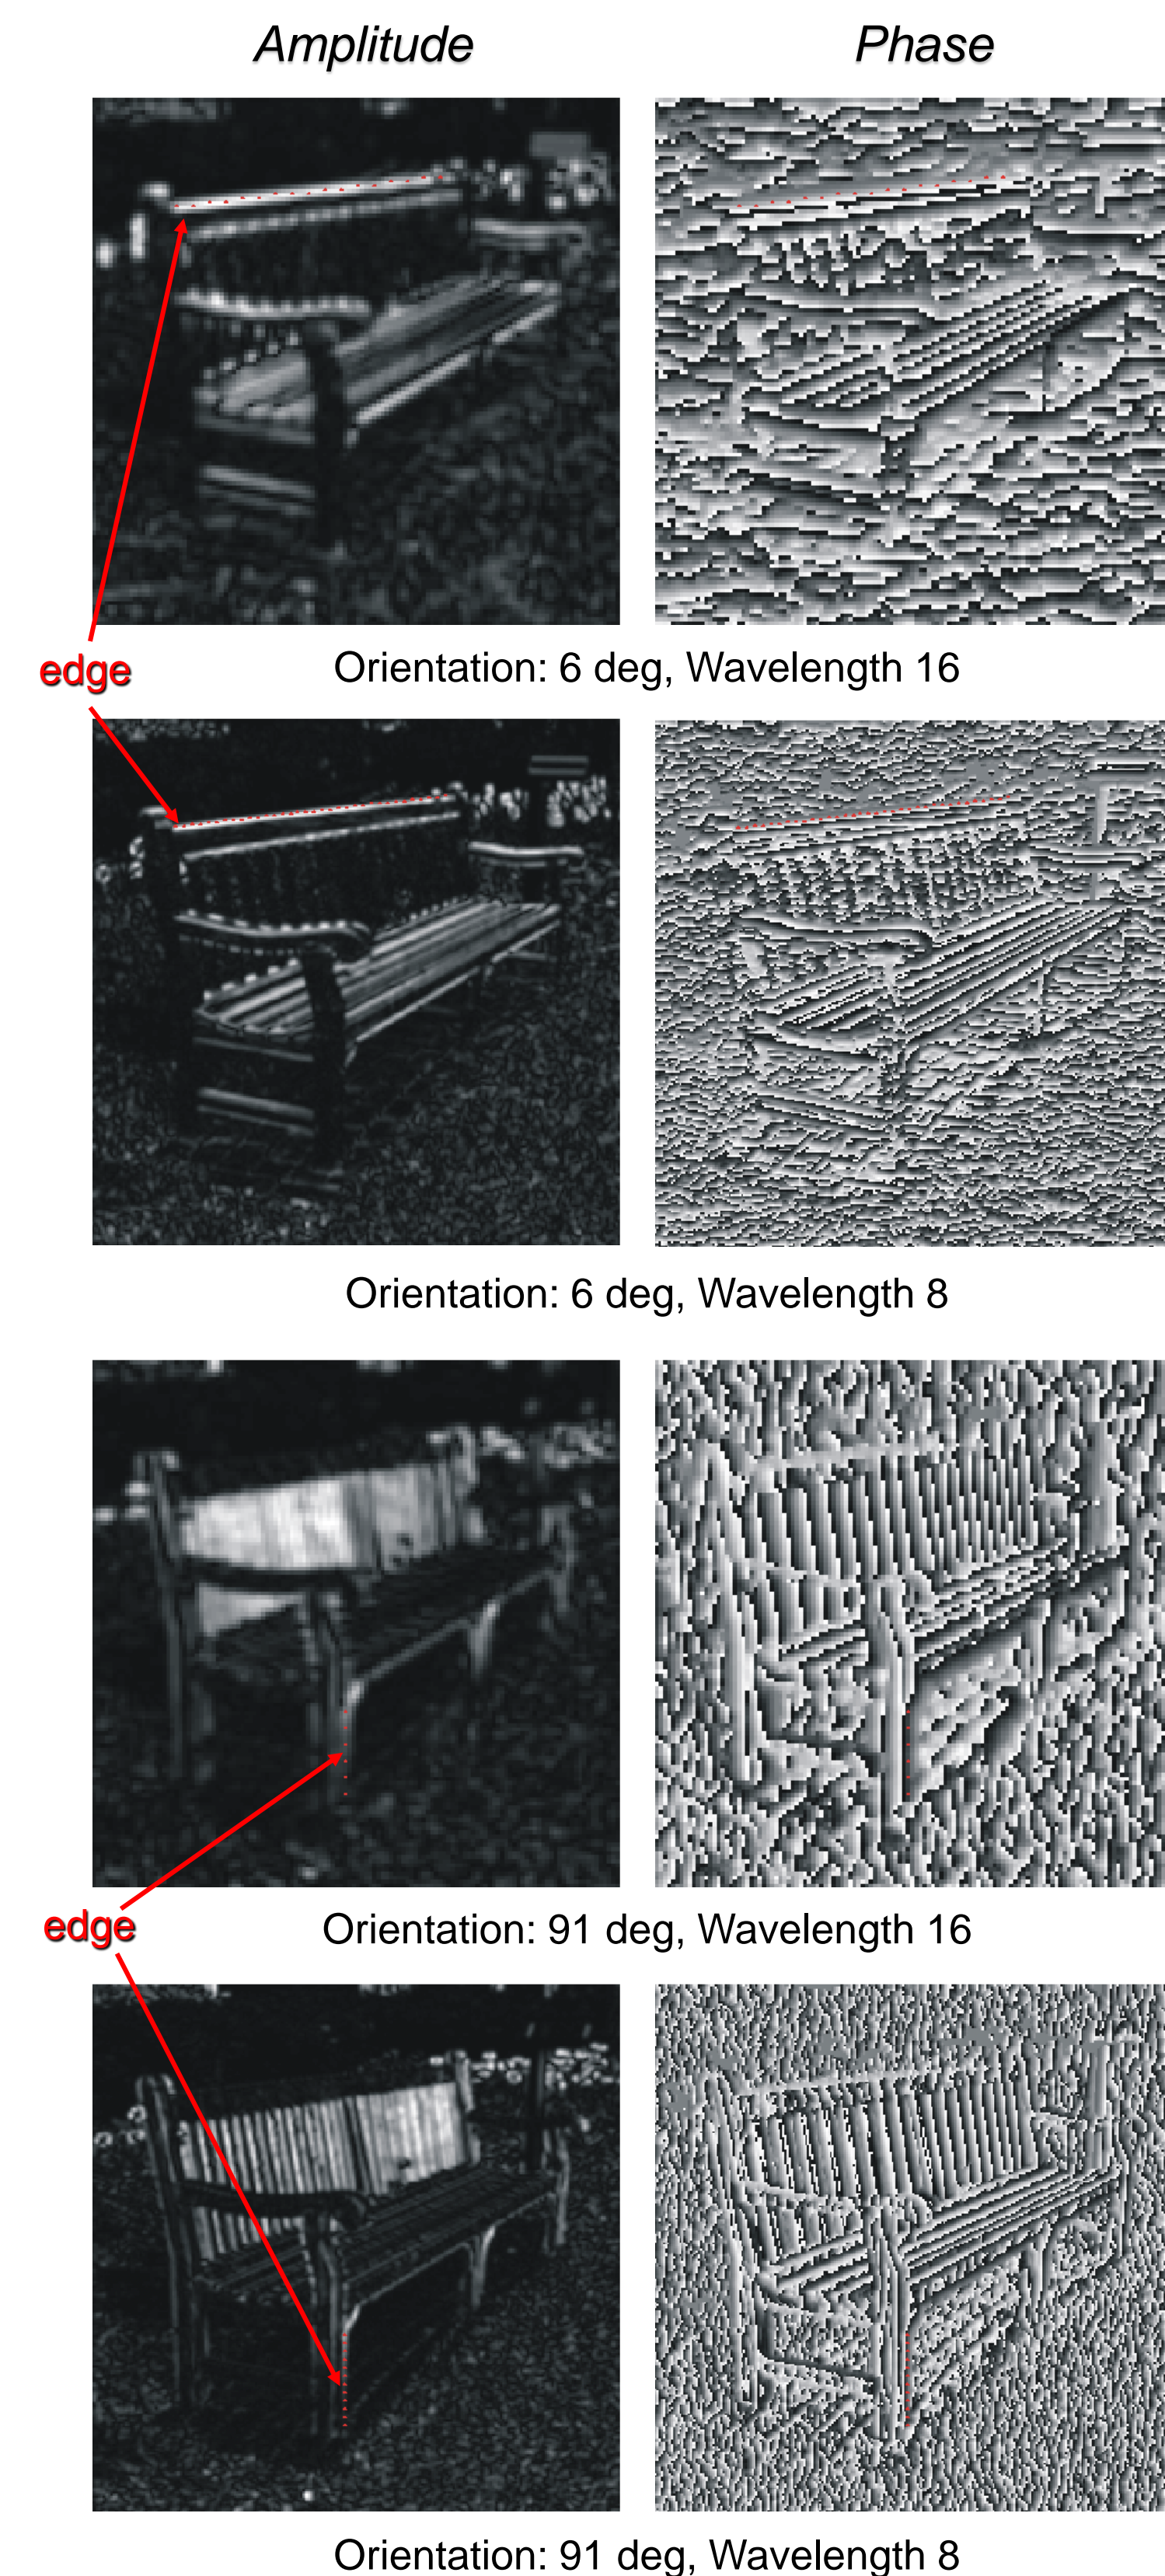 Amplitude
Phase
edge
Orientation: 6 deg, Wavelength 16
Orientation: 6 deg, Wavelength 8
edge
Orientation: 91 deg, Wavelength 16
Orientation: 91 deg, Wavelength 8